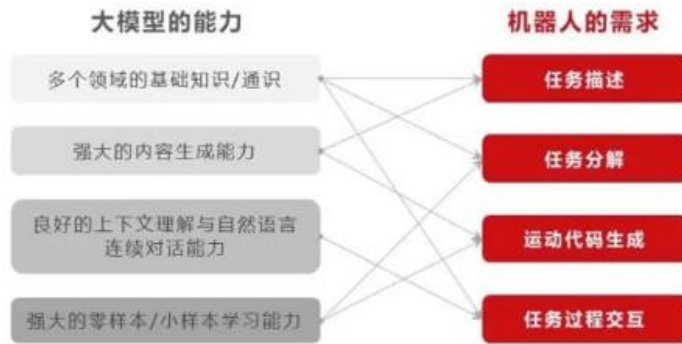 大模型的能力
机器人的需求
多个领域的基础知识/通识
任务描述
强大的内容生成能力
任务分解
良好的上下文理解与自然语言
连续对话能力
运动代码生成
强大的零样本/小样本学习能力
任务过程交互